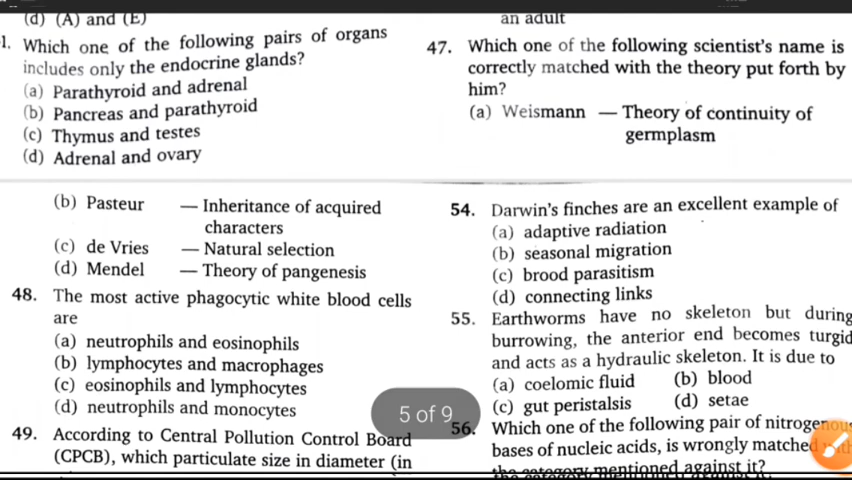 (d) (A) and (E)
1. Which one of the following pairs of organs
includes only the endocrine glands?
(a) Parathyroid and adrenal
(b) Pancreas and parathyroid
(c) Thymus and testes
(d) Adrenal and ovary
an adult
47. Which one of the following scientist's name is
correctly matched with the theory put forth by
him?
(a) Weismann — Theory of continuity of
germplasm
(b) Pasteur — Inheritance of acquired
characters
(c) de Vries — Natural selection
(d) Mendel — Theory of pangenesis
48. The most active phagocytic white blood cells
are
(a) neutrophils and eosinophils
(b) lymphocytes and macrophages
(c) eosinophils and lymphocytes
(d) neutrophils and monocytes
49. According to Central Pollution Control Board
(CPCB), which particulate size in diameter (in
54. Darwin's finches are an excellent example of
(a) adaptive radiation
(b) seasonal migration
(c) brood parasitism
(d) connecting links
55. Earthworms have no skeleton but during
burrowing, the anterior end becomes turgid
and acts as a hydraulic skeleton. It is due to
(a) coelomic fluid (b) blood
(c) gut peristalsis (d) setae
56. Which one of the following pair of nitrogenous
bases of nucleic acids, is wrongly matched with
the category mentioned against it?
5 of 9